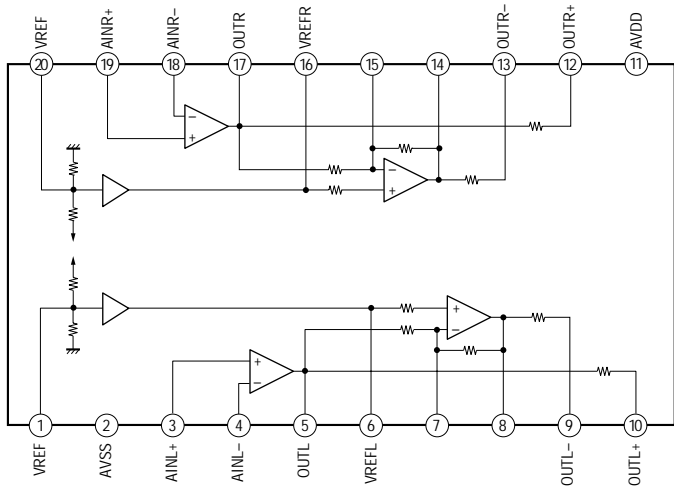 VREF
AINR+
AINR−
OUTR
VREFR
OUTR−
OUTR+
AVDD
20
19
18
17
16
15
14
13
12
11
−
+
−
+
+
−
+
−
1
2
3
4
5
6
7
8
9
10
VREF
AVSS
AINL+
AINL−
OUTL
VREFL
OUTL−
OUTL+